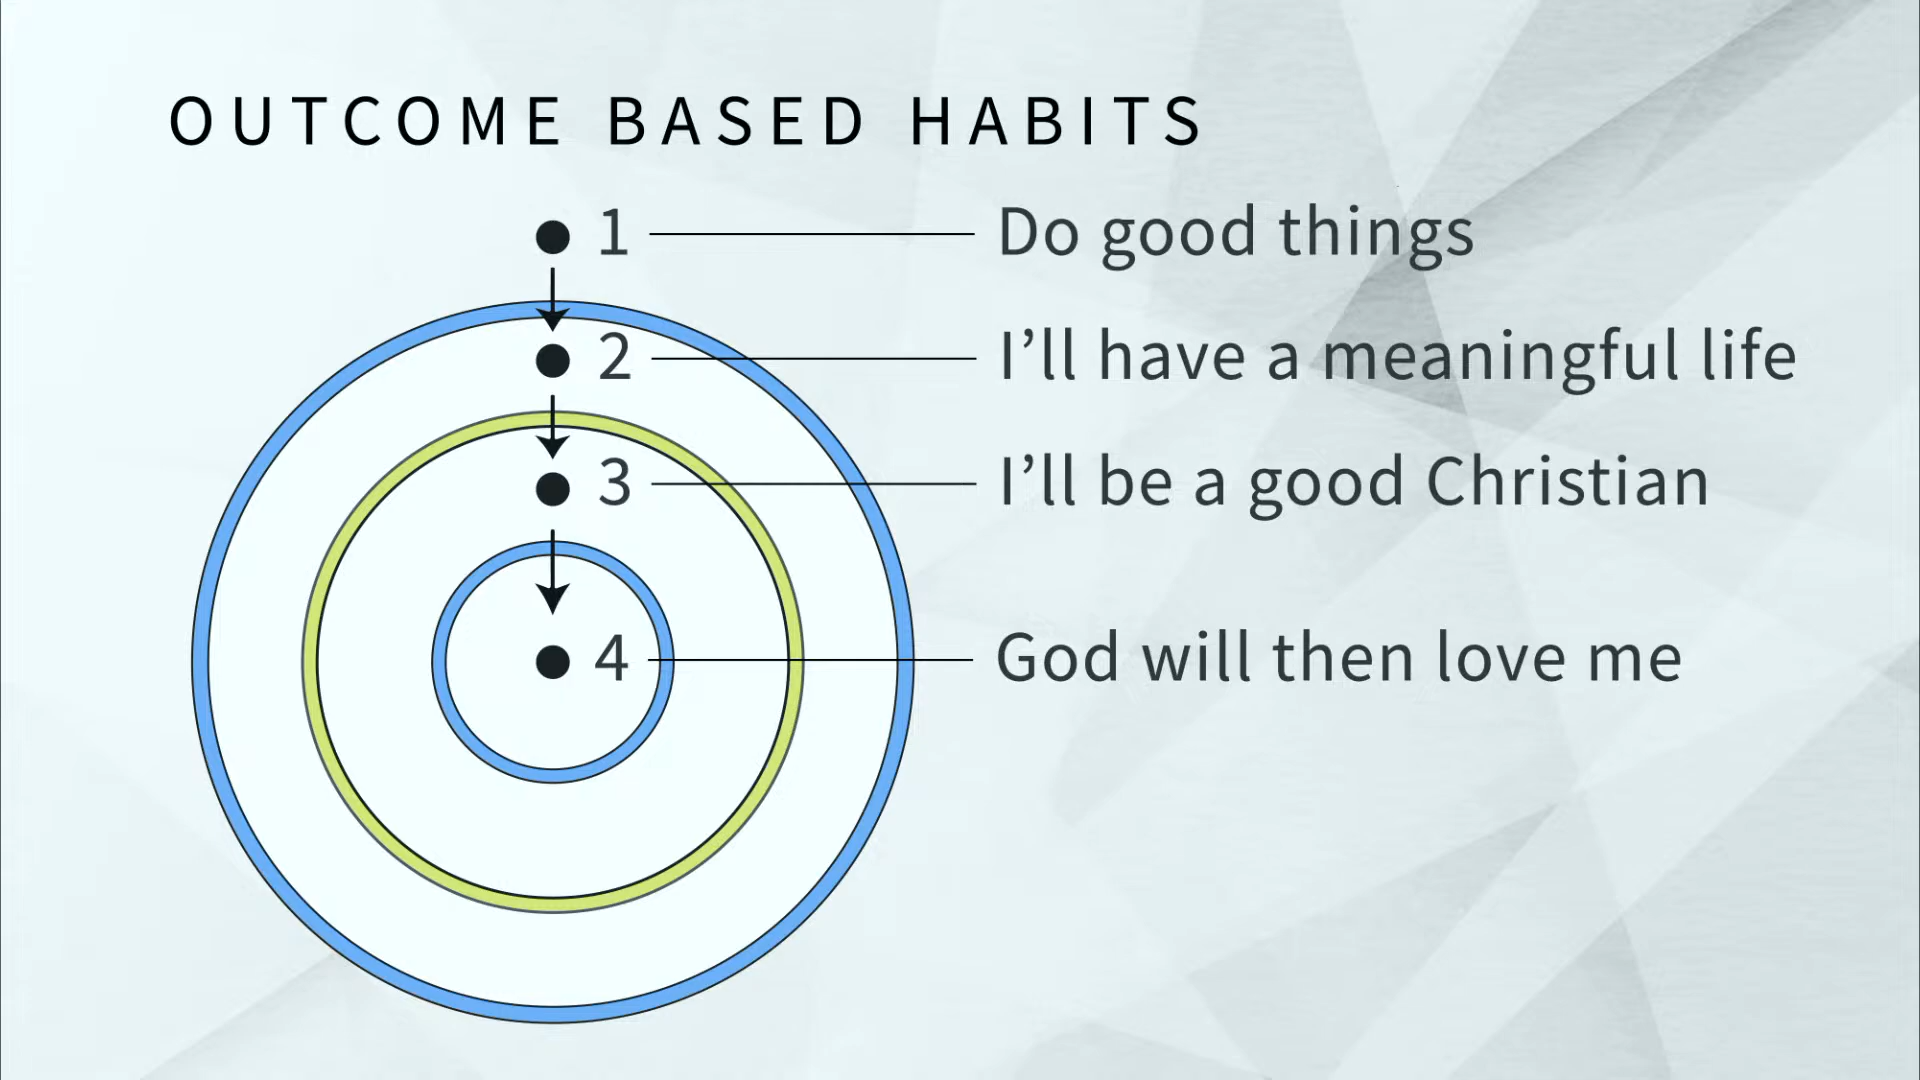 OUTCOME BASED HABITS
1 Do good things
2 I’ll have a meaningful life
3 I’ll be a good Christian
4 God will then love me